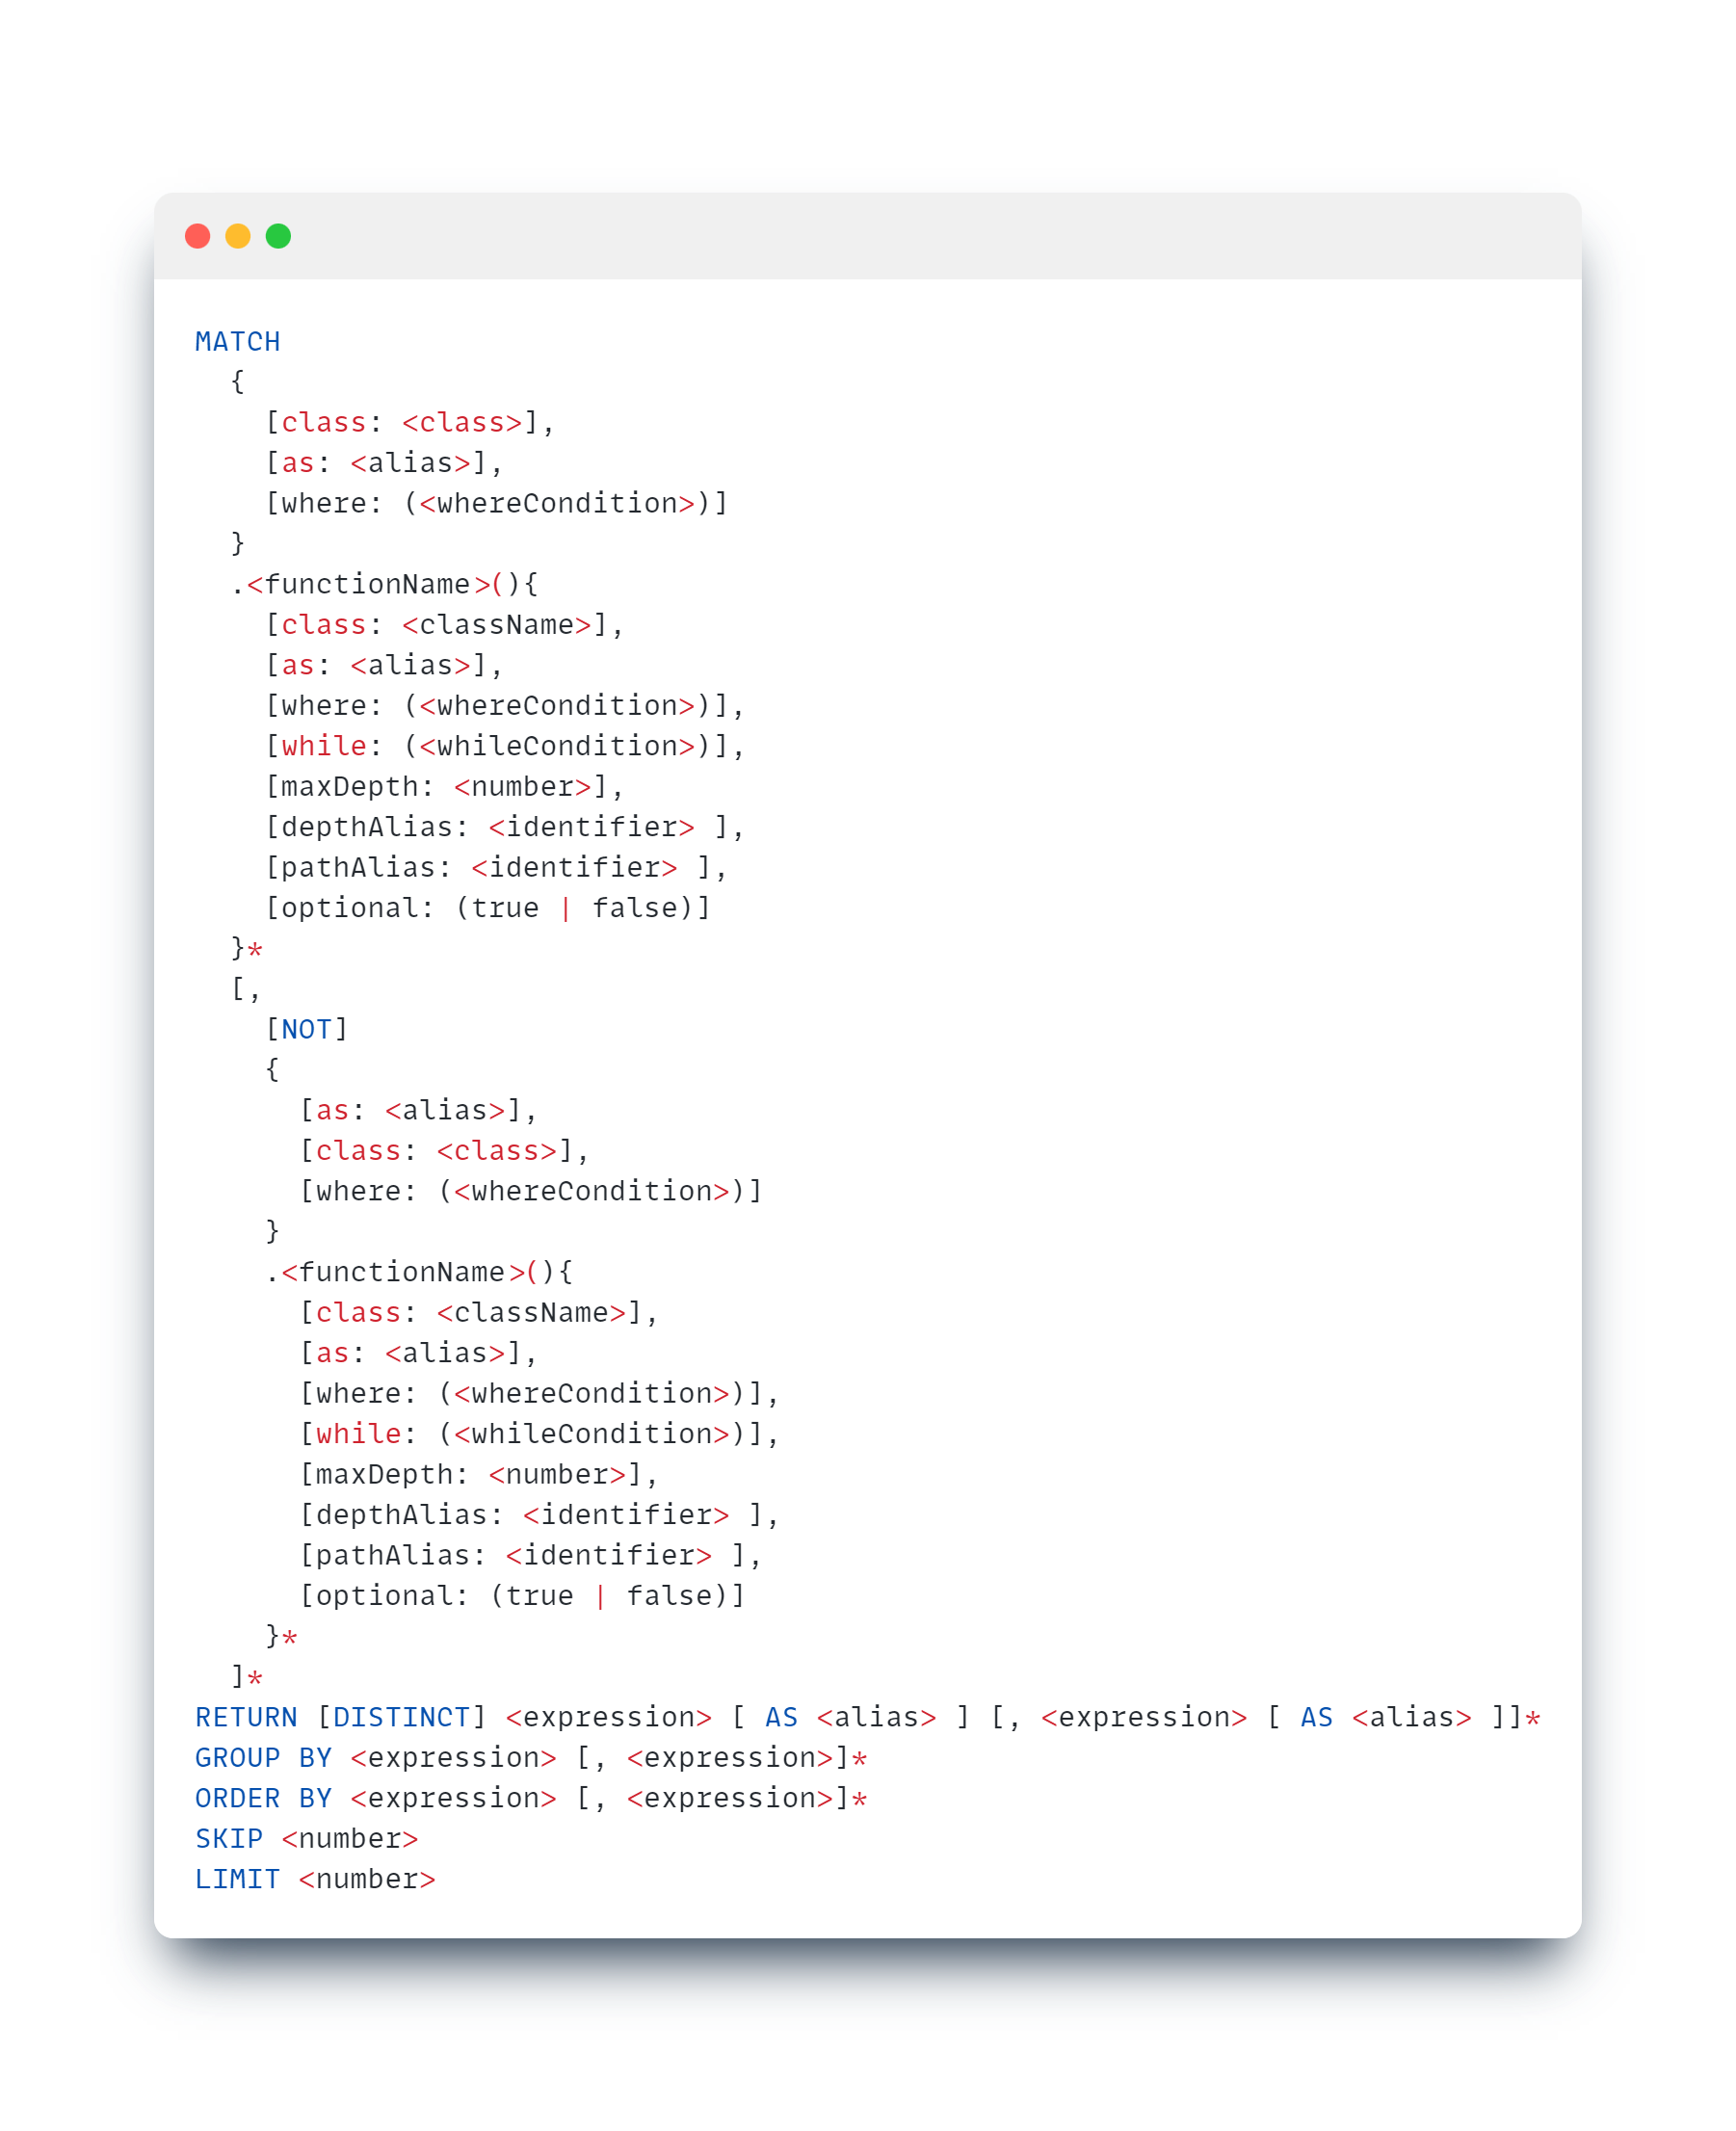 MATCH
  {
    [class: <class>],
    [as: <alias>],
    [where: (<whereCondition>)]
  }
  .<functionName>(){
    [class: <className>],
    [as: <alias>],
    [where: (<whereCondition>)],
    [while: (<whileCondition>)],
    [maxDepth: <number>],
    [depthAlias: <identifier> ],
    [pathAlias: <identifier> ],
    [optional: (true | false)]
  }*
  [,
    [NOT]
    {
      [as: <alias>],
      [class: <class>],
      [where: (<whereCondition>)]
    }
    .<functionName>(){
      [class: <className>],
      [as: <alias>],
      [where: (<whereCondition>)],
      [while: (<whileCondition>)],
      [maxDepth: <number>],
      [depthAlias: <identifier> ],
      [pathAlias: <identifier> ],
      [optional: (true | false)]
    }*
  ]*
RETURN [DISTINCT] <expression> [ AS <alias> ] [, <expression> [ AS <alias> ]]*
GROUP BY <expression> [, <expression>]*
ORDER BY <expression> [, <expression>]*
SKIP <number>
LIMIT <number>